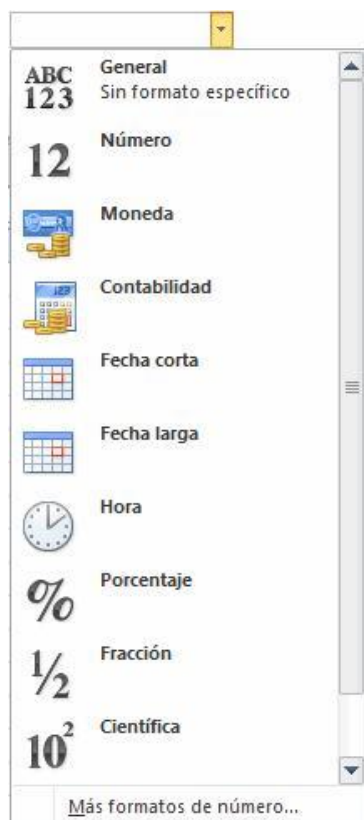 ABC
123
General
Sin formato específico
12
Número
Moneda
123
Contabilidad
Fecha corta
Fecha larga
Hora
%
Porcentaje
½
Fracción
10²
Científica
Más formatos de número...